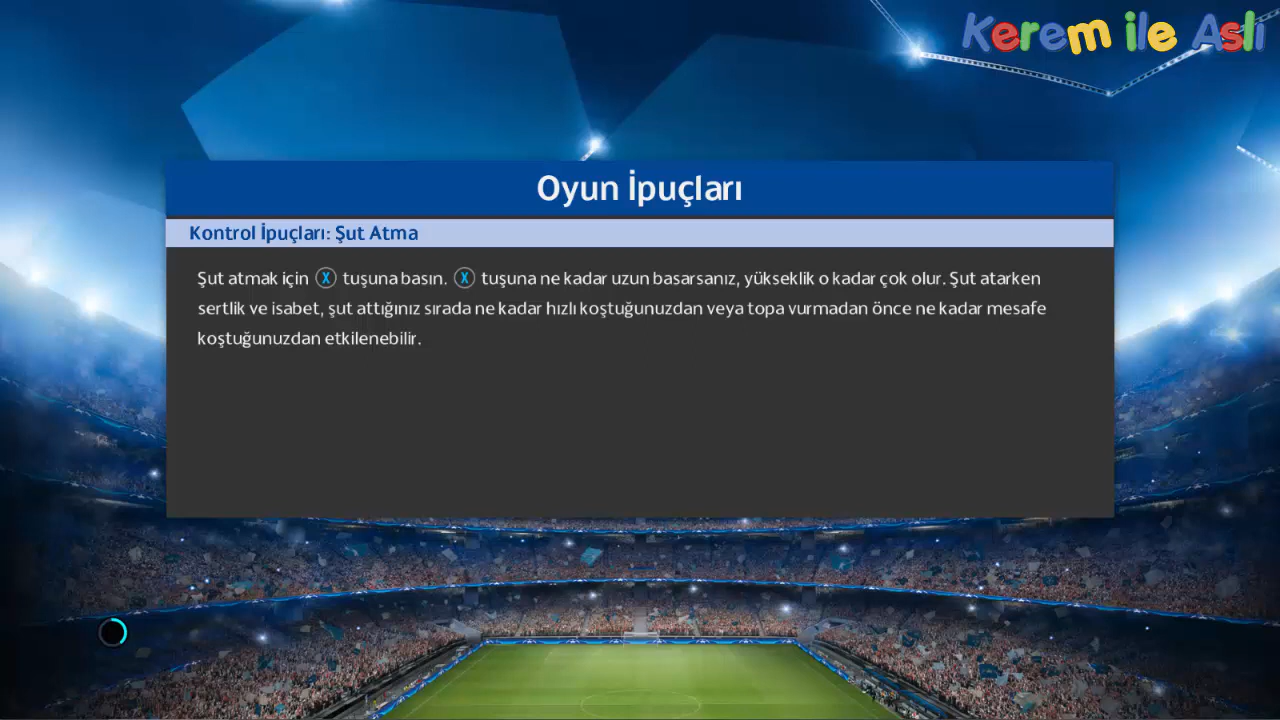 Kerem ile Aslı
Oyun İpuçları
Kontrol İpuçları: Şut Atma
Şut atmak için X tuşuna basın. X tuşuna ne kadar uzun basarsanız, yükseklik o kadar çok olur. Şut atarken
sertlik ve isabet, şut attığınız sırada ne kadar hızlı koştuğunuzdan veya topa vurmadan önce ne kadar mesafe
koştuğunuzdan etkilenebilir.